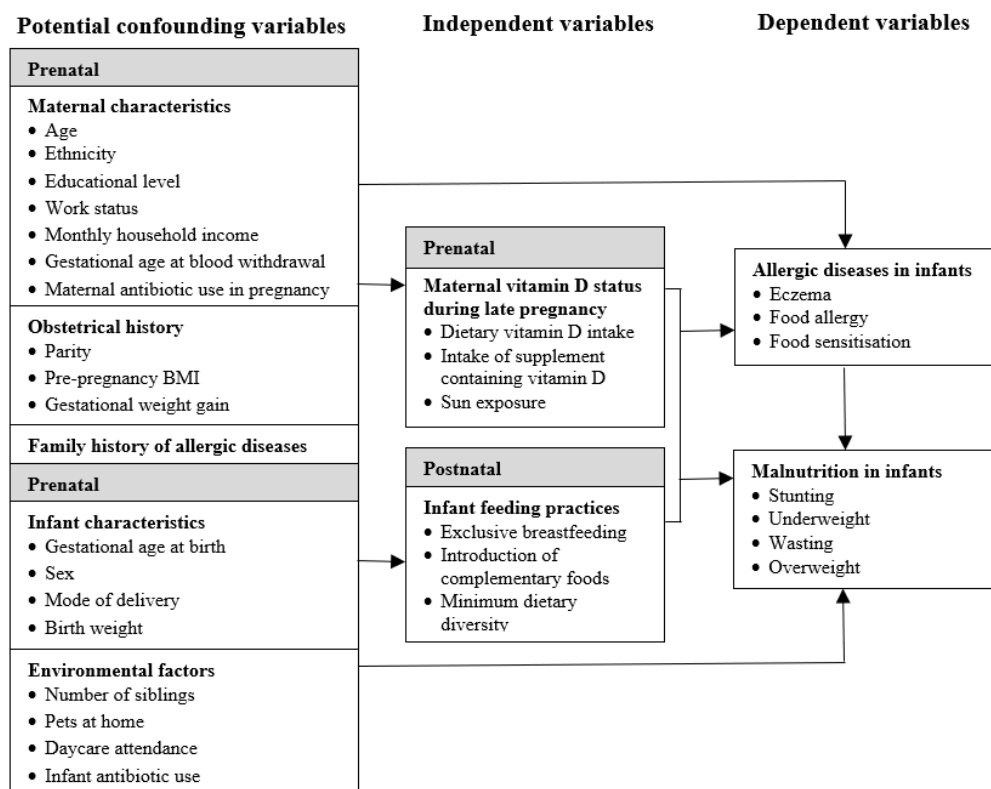 Potential confounding variables
Prenatal
Maternal characteristics
• Age
• Ethnicity
• Educational level
• Work status
• Monthly household income
• Gestational age at blood withdrawal
• Maternal antibiotic use in pregnancy
Obstetrical history
• Parity
• Pre-pregnancy BMI
• Gestational weight gain
Family history of allergic diseases
Prenatal
Infant characteristics
• Gestational age at birth
• Sex
• Mode of delivery
• Birth weight
Environmental factors
• Number of siblings
• Pets at home
• Daycare attendance
• Infant antibiotic use
Independent variables
Prenatal
Maternal vitamin D status
during late pregnancy
• Dietary vitamin D intake
• Intake of supplement
containing vitamin D
• Sun exposure
Postnatal
Infant feeding practices
• Exclusive breastfeeding
• Introduction of
complementary foods
• Minimum dietary
diversity
Dependent variables
Allergic diseases in infants
• Eczema
• Food allergy
• Food sensitisation
Malnutrition in infants
• Stunting
• Underweight
• Wasting
• Overweight